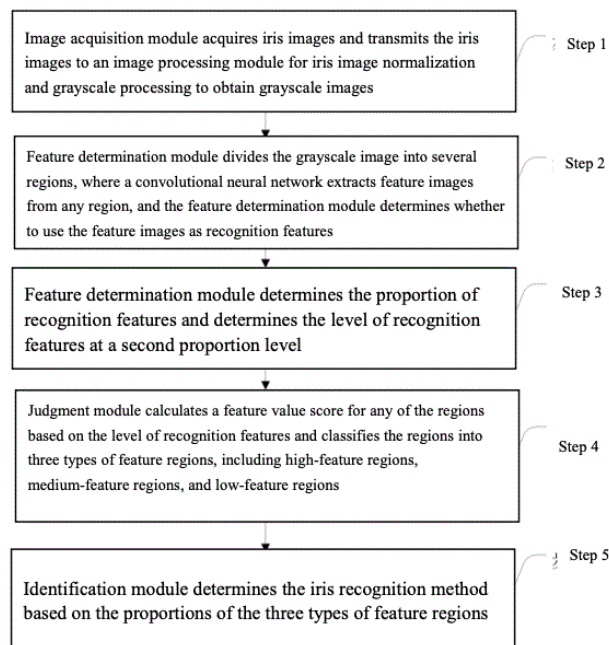 Image acquisition module acquires iris images and transmits the iris
images to an image processing module for iris image normalization
and grayscale processing to obtain grayscale images
Step 1
Feature determination module divides the grayscale image into several
regions, where a convolutional neural network extracts feature images
from any region, and the feature determination module determines whether
to use the feature images as recognition features
Step 2
Feature determination module determines the proportion of
recognition features and determines the level of recognition
features at a second proportion level
Step 3
Judgment module calculates a feature value score for any of the regions
based on the level of recognition features and classifies the regions into
three types of feature regions, including high-feature regions,
medium-feature regions, and low-feature regions
Step 4
Identification module determines the iris recognition method
based on the proportions of the three types of feature regions
Step 5